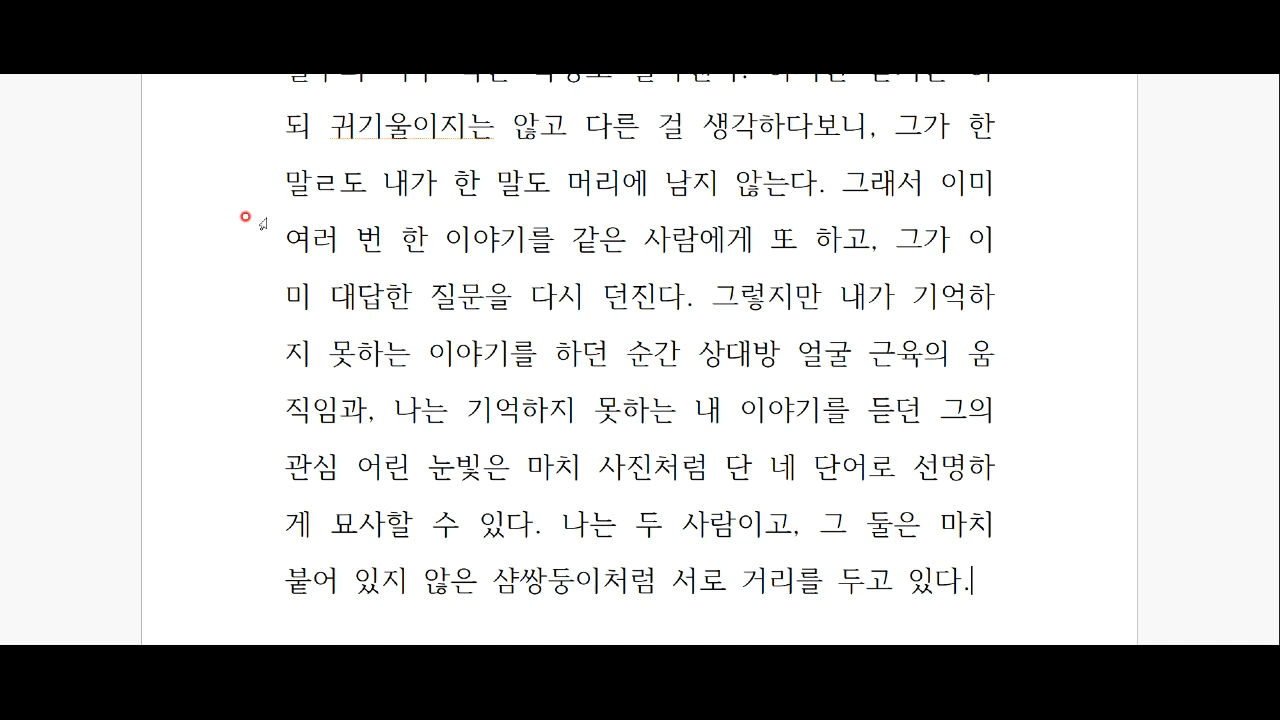 되 귀기울이지는 않고 다른 걸 생각하다보니, 그가 한
말ㄹ도 내가 한 말도 머리에 남지 않는다. 그래서 이미
여러 번 한 이야기를 같은 사람에게 또 하고, 그가 이
미 대답한 질문을 다시 던진다. 그렇지만 내가 기억하
지 못하는 이야기를 하던 순간 상대방 얼굴 근육의 움
직임과, 나는 기억하지 못하는 내 이야기를 듣던 그의
관심 어린 눈빛은 마치 사진처럼 단 네 단어로 선명하
게 묘사할 수 있다. 나는 두 사람이고, 그 둘은 마치
붙어 있지 않은 샴쌍둥이처럼 서로 거리를 두고 있다.